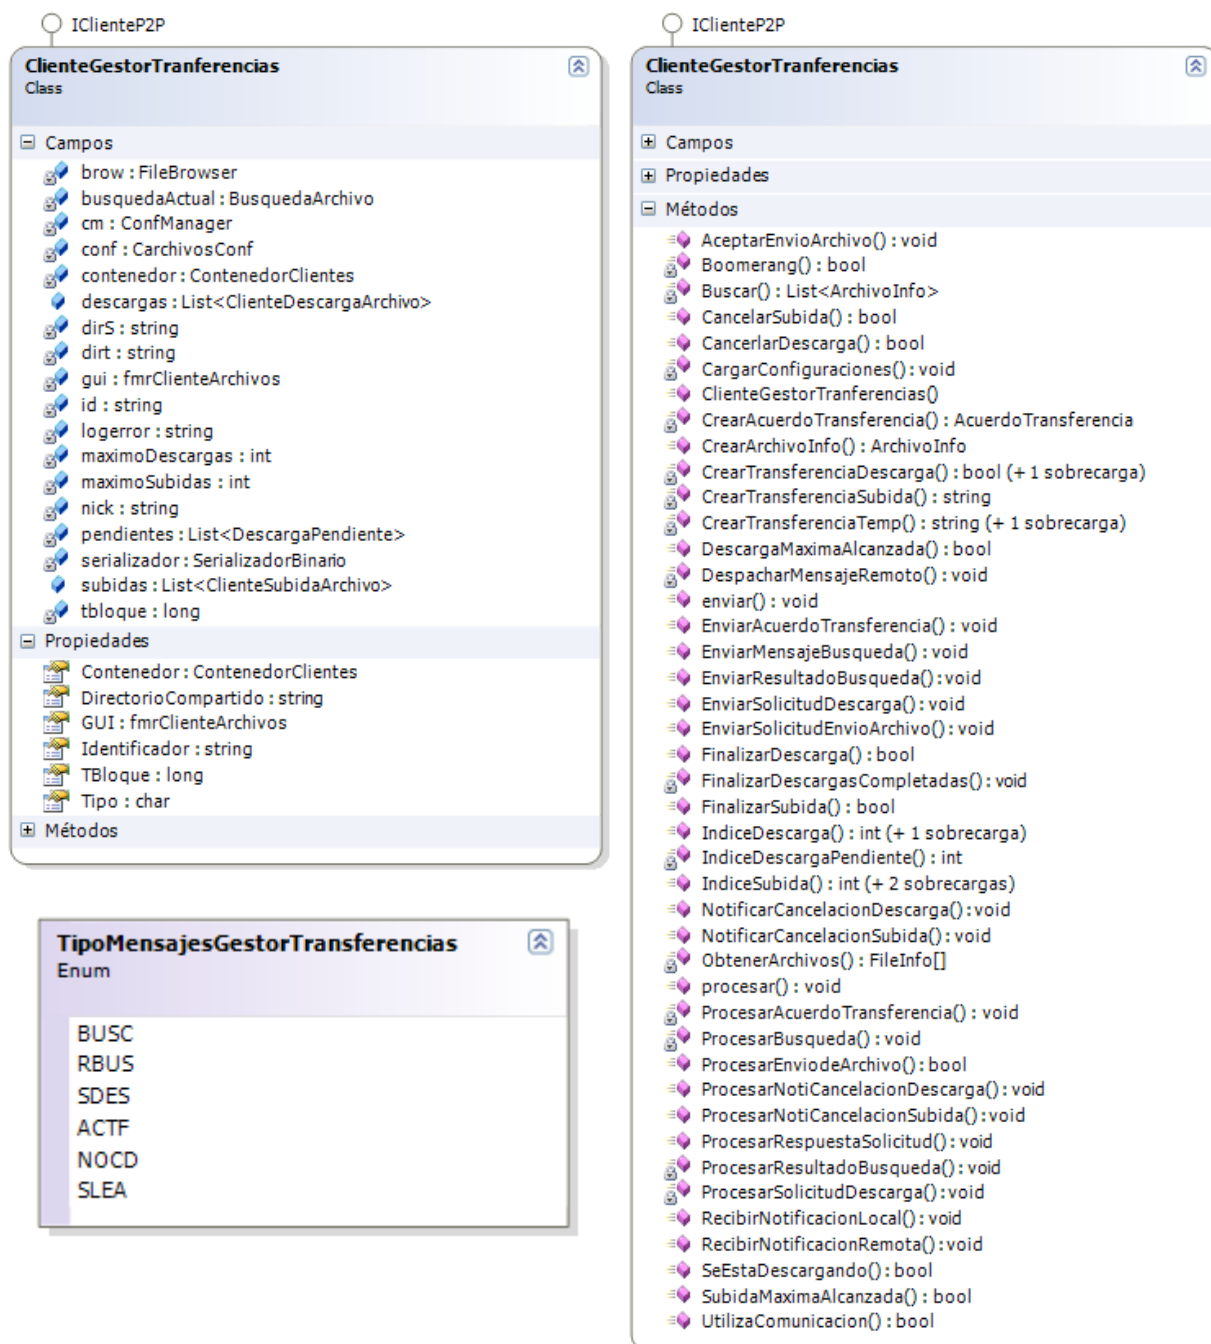 IClienteP2P
ClienteGestorTranferencias
Class
Campos
brow : FileBrowser
busquedaActual : BusquedaArchivo
cm : ConfManager
conf : CarchivosConf
contenedor : ContenedorClientes
descargas : List<ClienteDescargaArchivo>
dirS : string
dirt : string
gui : fmrClienteArchivos
id : string
logerror : string
maximoDescargas : int
maximoSubidas : int
nick : string
pendientes : List<DescargaPendiente>
serializador : SerializadorBinario
subidas : List<ClienteSubidaArchivo>
tbloque : long
Propiedades
Contenedor : ContenedorClientes
DirectorioCompartido : string
GUI : fmrClienteArchivos
Identificador : string
TBloque : long
Tipo : char
Métodos
TipoMensajesGestorTransferencias
Enum
BUSC
RBUS
SDES
ACTF
NOCD
SLEA
IClienteP2P
ClienteGestorTranferencias
Class
Campos
Propiedades
Métodos
AceptarEnvioArchivo() : void
Boomerang() : bool
Buscar() : List<ArchivoInfo>
CancelarSubida() : bool
CancerlarDescarga() : bool
CargarConfiguraciones() : void
ClienteGestorTranferencias()
CrearAcuerdoTransferencia() : AcuerdoTransferencia
CrearArchivoInfo() : ArchivoInfo
CrearTransferenciaDescarga() : bool (+ 1 sobrecarga)
CrearTransferenciaSubida() : string
CrearTransferenciaTemp() : string (+ 1 sobrecarga)
DescargaMaximaAlcanzada() : bool
DespacharMensajeRemoto() : void
enviar() : void
EnviarAcuerdoTransferencia() : void
EnviarMensajeBusqueda() : void
EnviarResultadoBusqueda() : void
EnviarSolicitudDescarga() : void
EnviarSolicitudEnvioArchivo() : void
FinalizarDescarga() : bool
FinalizarDescargasCompletadas() : void
FinalizarSubida() : bool
IndiceDescarga() : int (+ 1 sobrecarga)
IndiceDescargaPendiente() : int
IndiceSubida() : int (+ 2 sobrecargas)
NotificarCancelacionDescarga() : void
NotificarCancelacionSubida() : void
ObtenerArchivos() : FileInfo[]
procesar() : void
ProcesarAcuerdoTransferencia() : void
ProcesarBusqueda() : void
ProcesarEnviodeArchivo() : bool
ProcesarNotiCancelacionDescarga() : void
ProcesarNotiCancelacionSubida() : void
ProcesarRespuestaSolicitud() : void
ProcesarResultadoBusqueda() : void
ProcesarSolicitudDescarga() : void
RecibirNotificacionLocal() : void
RecibirNotificacionRemota() : void
SeEstaDescargando() : bool
SubidaMaximaAlcanzada() : bool
UtilizaComunicacion() : bool